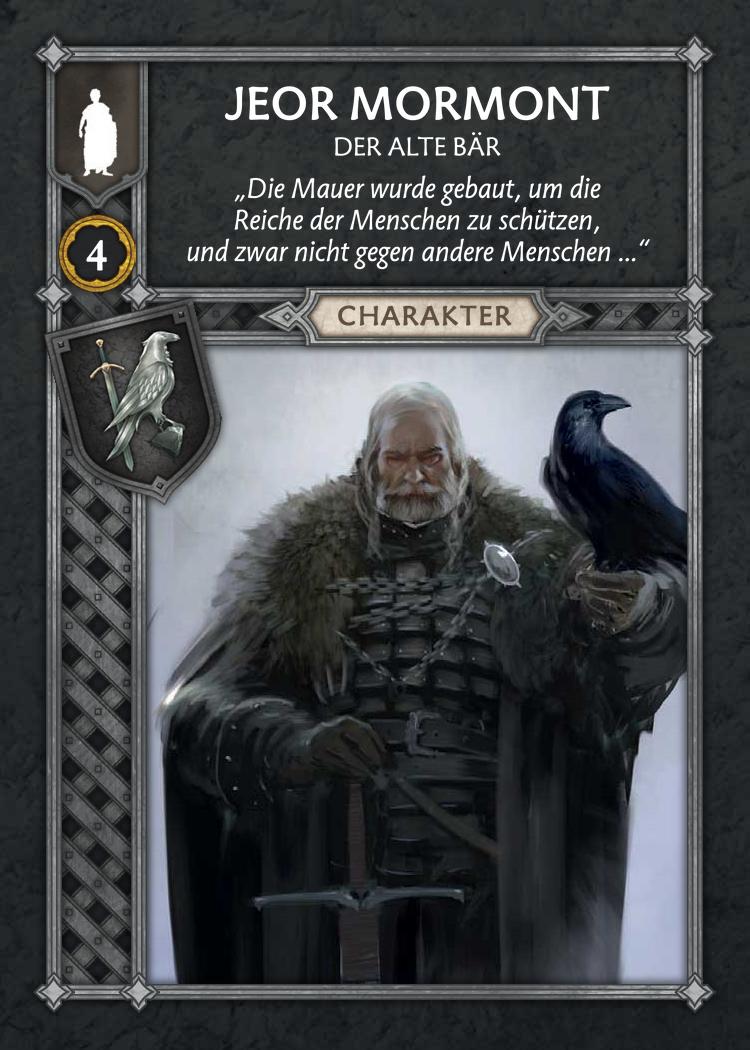 JEOR MORMONT
DER ALTE BÄR
„Die Mauer wurde gebaut, um die
Reiche der Menschen zu schützen,
und zwar nicht gegen andere Menschen ...“
4
CHARAKTER